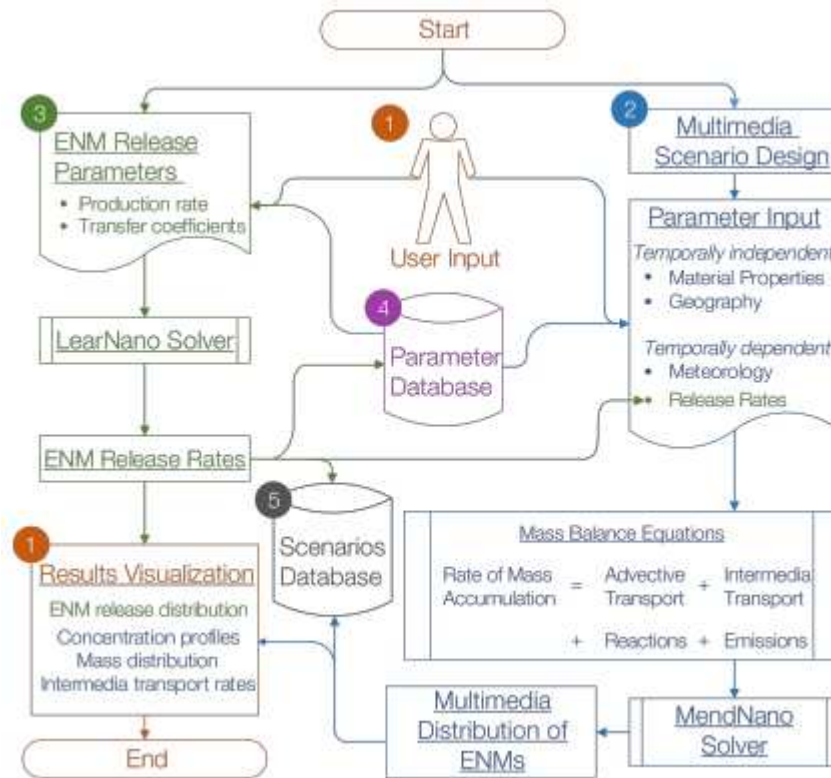 Start
3
ENM Release
Parameters
• Production rate
• Transfer coefficients
1
User Input
2
Multimedia
Scenario Design
Parameter Input
Temporally independent
• Material Properties
• Geography
Temporally dependent
• Meteorology
• Release Rates
4
Parameter
Database
LearNano Solver
ENM Release Rates
5
Scenarios
Database
1
Results Visualization
ENM release distribution
Concentration profiles
Mass distribution
Intermedia transport rates
End
Mass Balance Equations
Rate of Mass
Accumulation
=
Advective
Transport
+
Intermedia
Transport
+ Reactions + Emissions
MendNano
Solver
Multimedia
Distribution of
ENMs